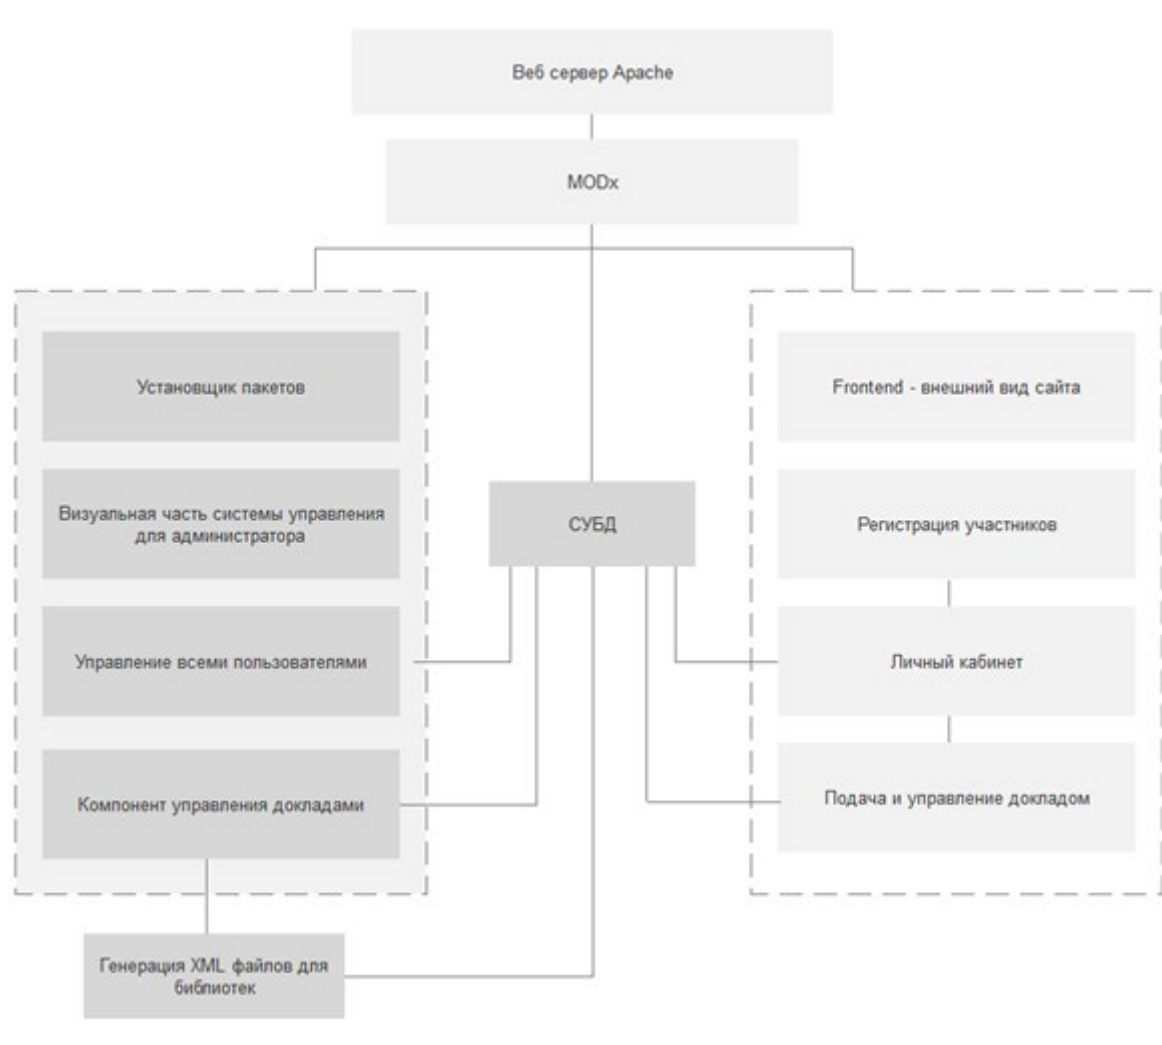 Веб сервер Apache
MODx
Установщик пакетов
Визуальная часть системы управления
для администратора
Управление всеми пользователями
Компонент управления докладами
Генерация XML файлов для
библиотек
СУБД
Frontend - внешний вид сайта
Регистрация участников
Личный кабинет
Подача и управление докладом